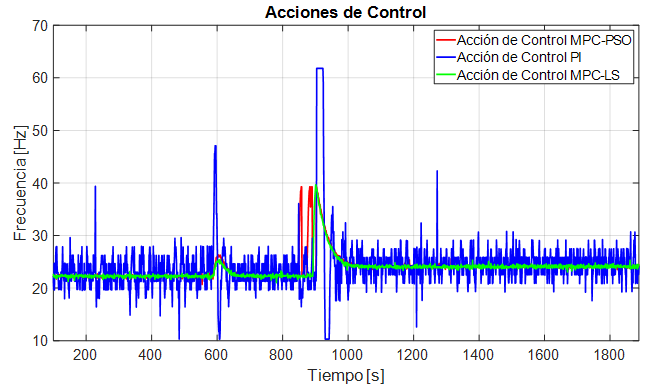 Acciones de Control
70
60
50
40
30
20
10
Frecuencia [Hz]
Acción de Control MPC-PSO
Acción de Control PI
Acción de Control MPC-LS
200 400 600 800 1000 1200 1400 1600 1800
Tiempo [s]